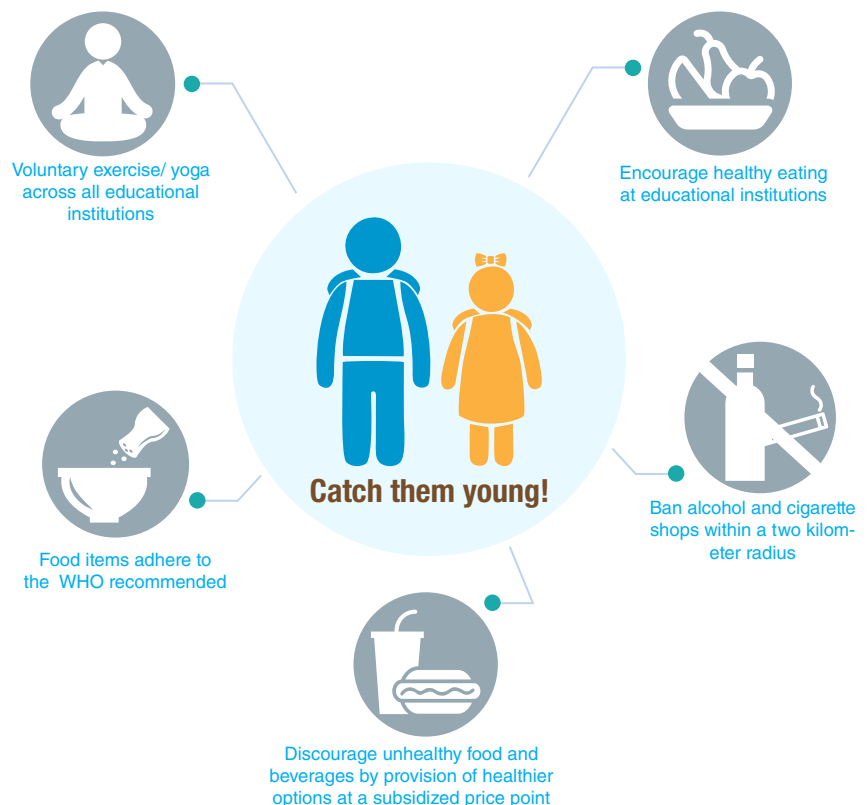 Voluntary exercise/ yoga
across all educational
institutions
Encourage healthy eating
at educational institutions
Catch them young!
Food items adhere to
the  WHO recommended
Ban alcohol and cigarette
shops within a two kilom-
eter radius
Discourage unhealthy food and
beverages by provision of healthier
options at a subsidized price point